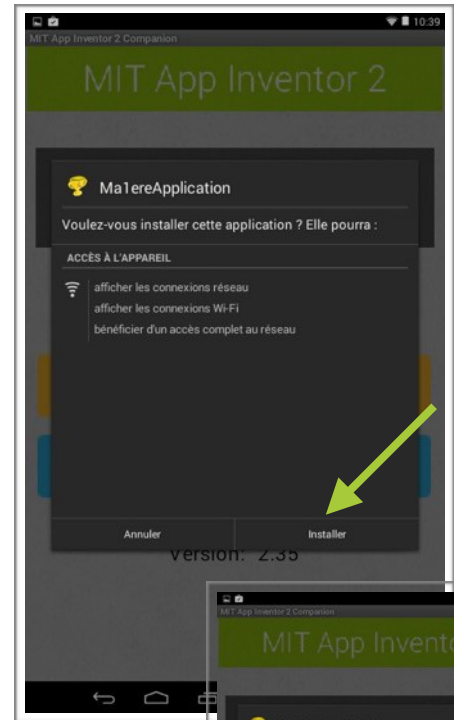 10:39
MIT App Inventor 2 Companion
MIT App Inventor 2
Ma1ereApplication
Voulez-vous installer cette application ? Elle pourra :
ACCÈS À L'APPAREIL
afficher les connexions réseau
afficher les connexions Wi-Fi
bénéficier d'un accès complet au réseau
Annuler
Installer
Version: 2.35
MIT App Inventor 2 Companion
MIT App Invent